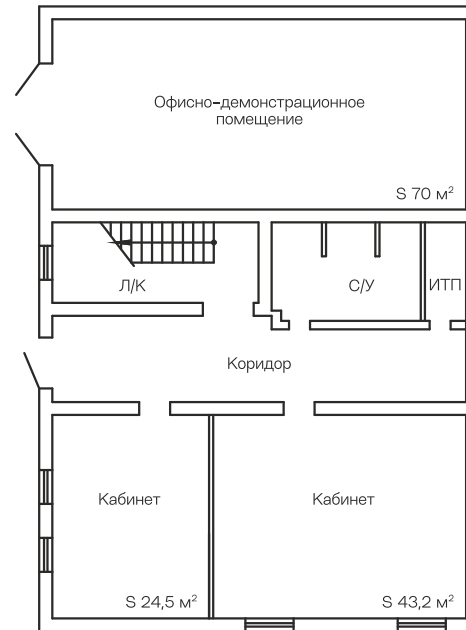 Офисно-демонстрационное
помещение
S 70 м²
Л/К
С/У
ИТП
Коридор
Кабинет
Кабинет
S 24,5 м²
S 43,2 м²